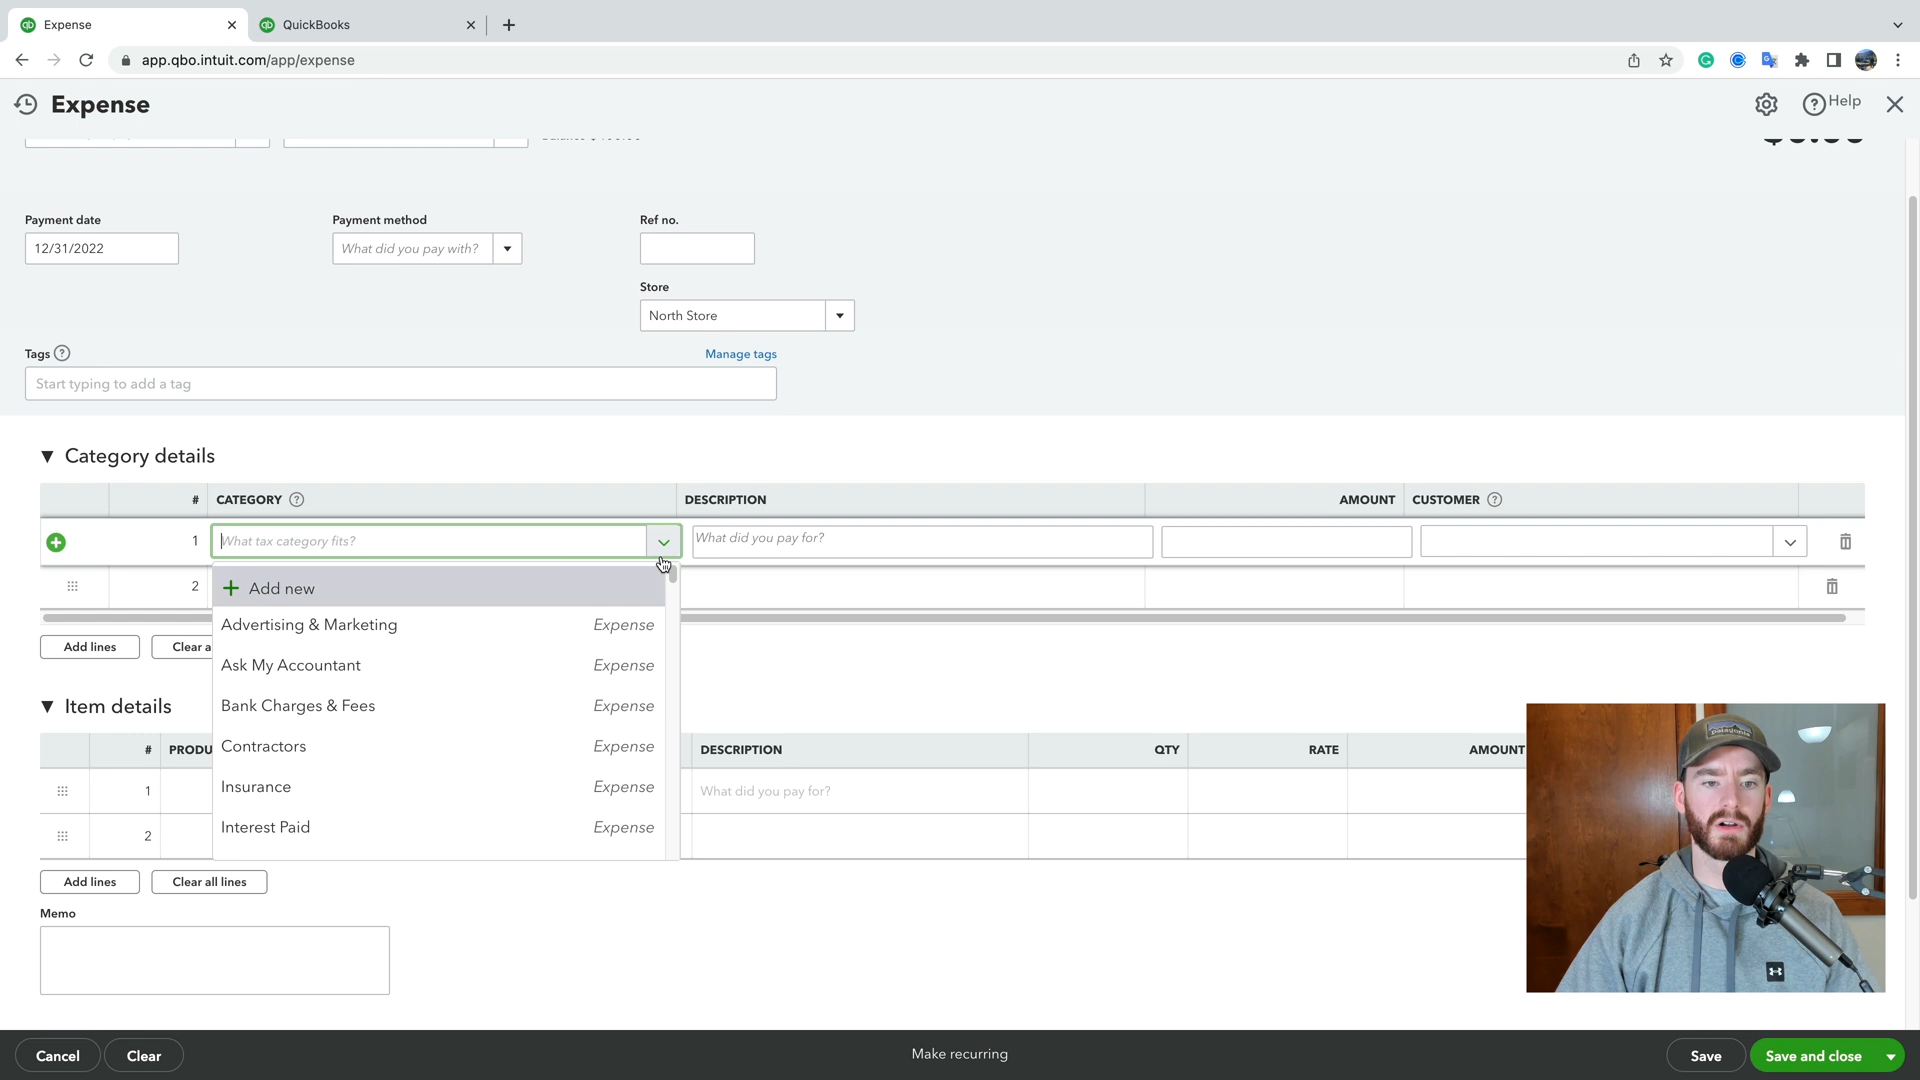 Expense
QuickBooks
app.qbo.intuit.com/app/expense
Expense
Help
Payment date
Payment method
Ref no.
12/31/2022
What did you pay with?
Store
North Store
Tags
Manage tags
Start typing to add a tag
Category details
# CATEGORY DESCRIPTION AMOUNT CUSTOMER
1 What tax category fits? What did you pay for?
2
Add new
Advertising & Marketing Expense
Ask My Accountant Expense
Bank Charges & Fees Expense
Contractors Expense
Insurance Expense
Interest Paid Expense
Add lines
Clear a
Item details
# PRODU DESCRIPTION QTY RATE AMOUNT
1 What did you pay for?
2
Add lines
Clear all lines
Memo
patagonia
Cancel
Clear
Make recurring
Save
Save and close